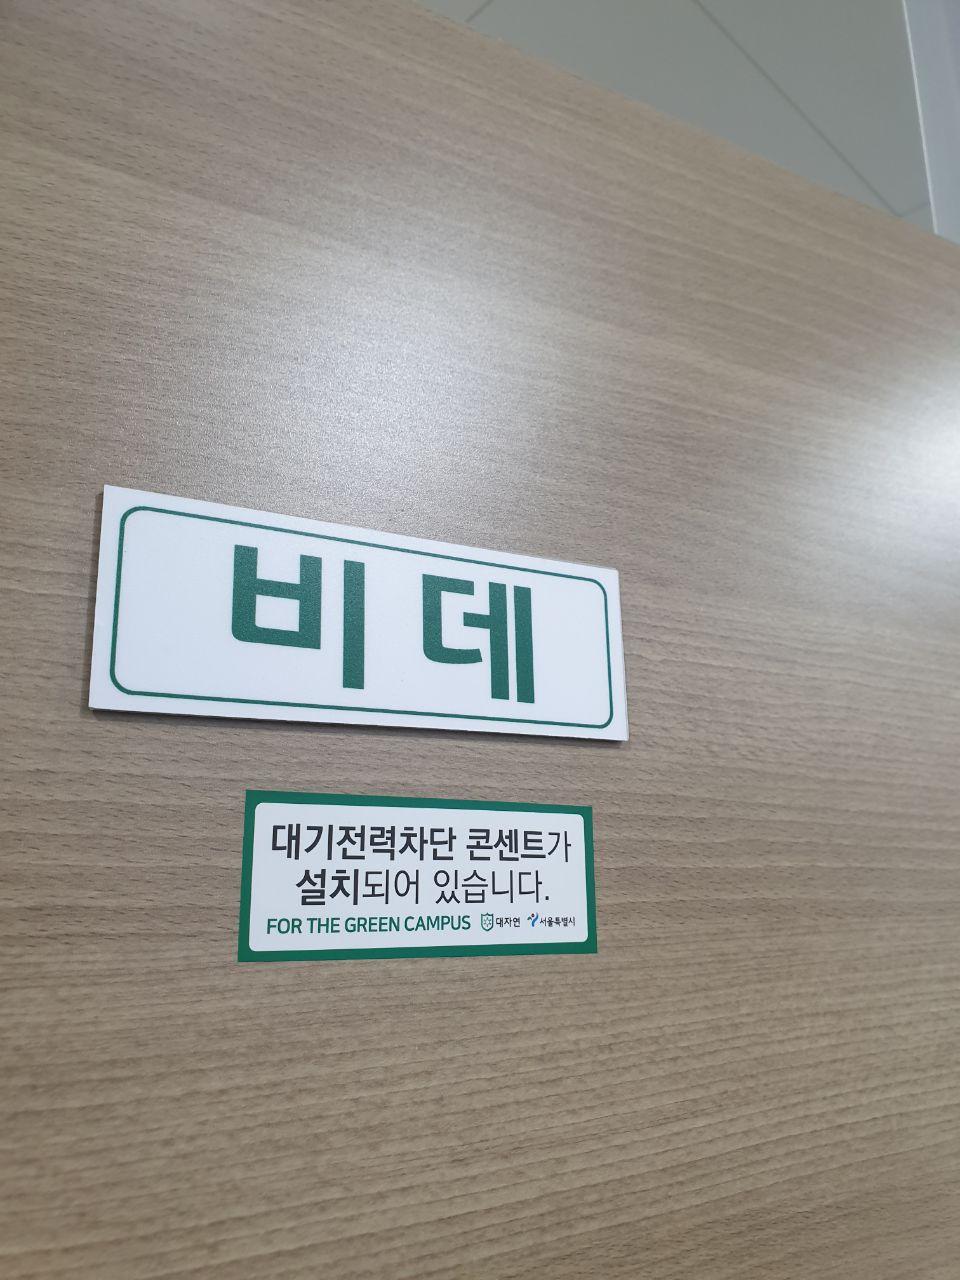 비데
대기전력차단 콘센트가
설치되어 있습니다.
FOR THE GREEN CAMPUS 대자연 서울특별시